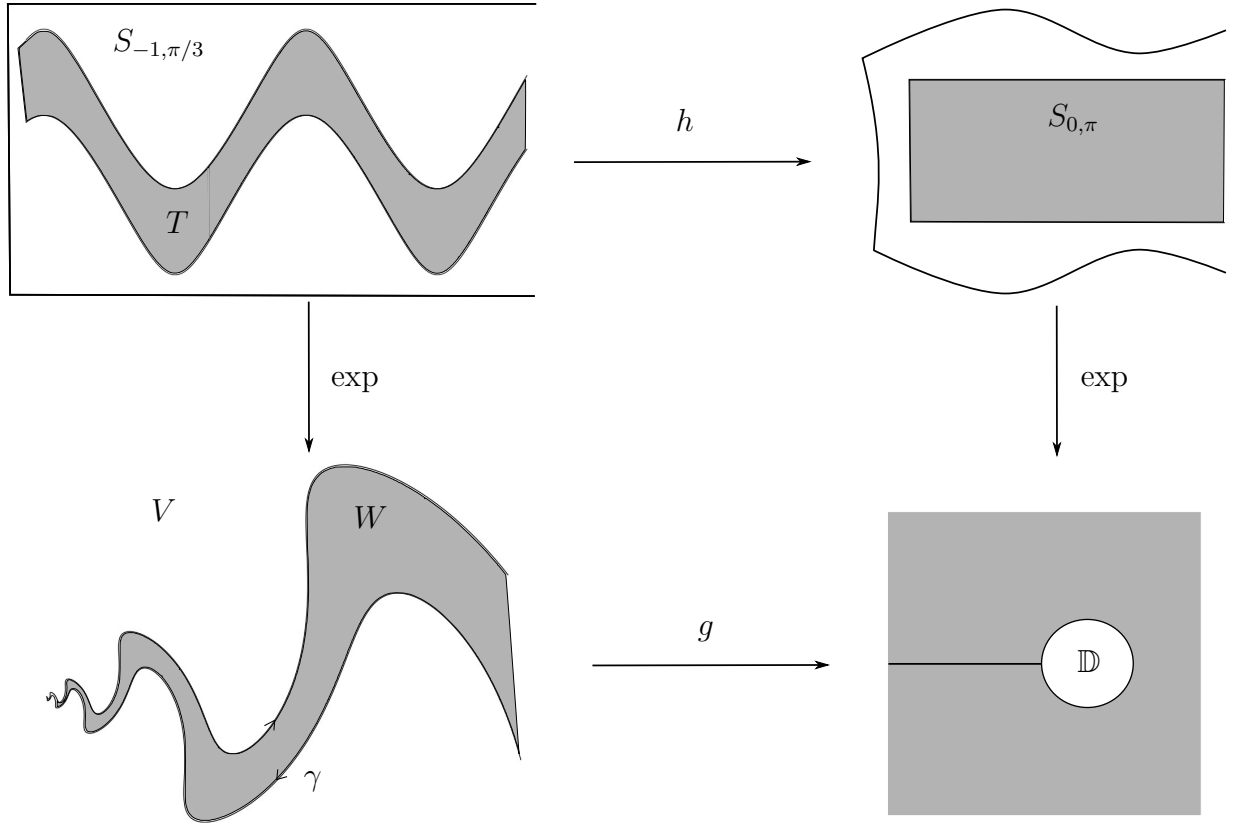 S_{-1,π/3}
h
S_{0,π}
T
exp
exp
V
W
g
𝔻
γ